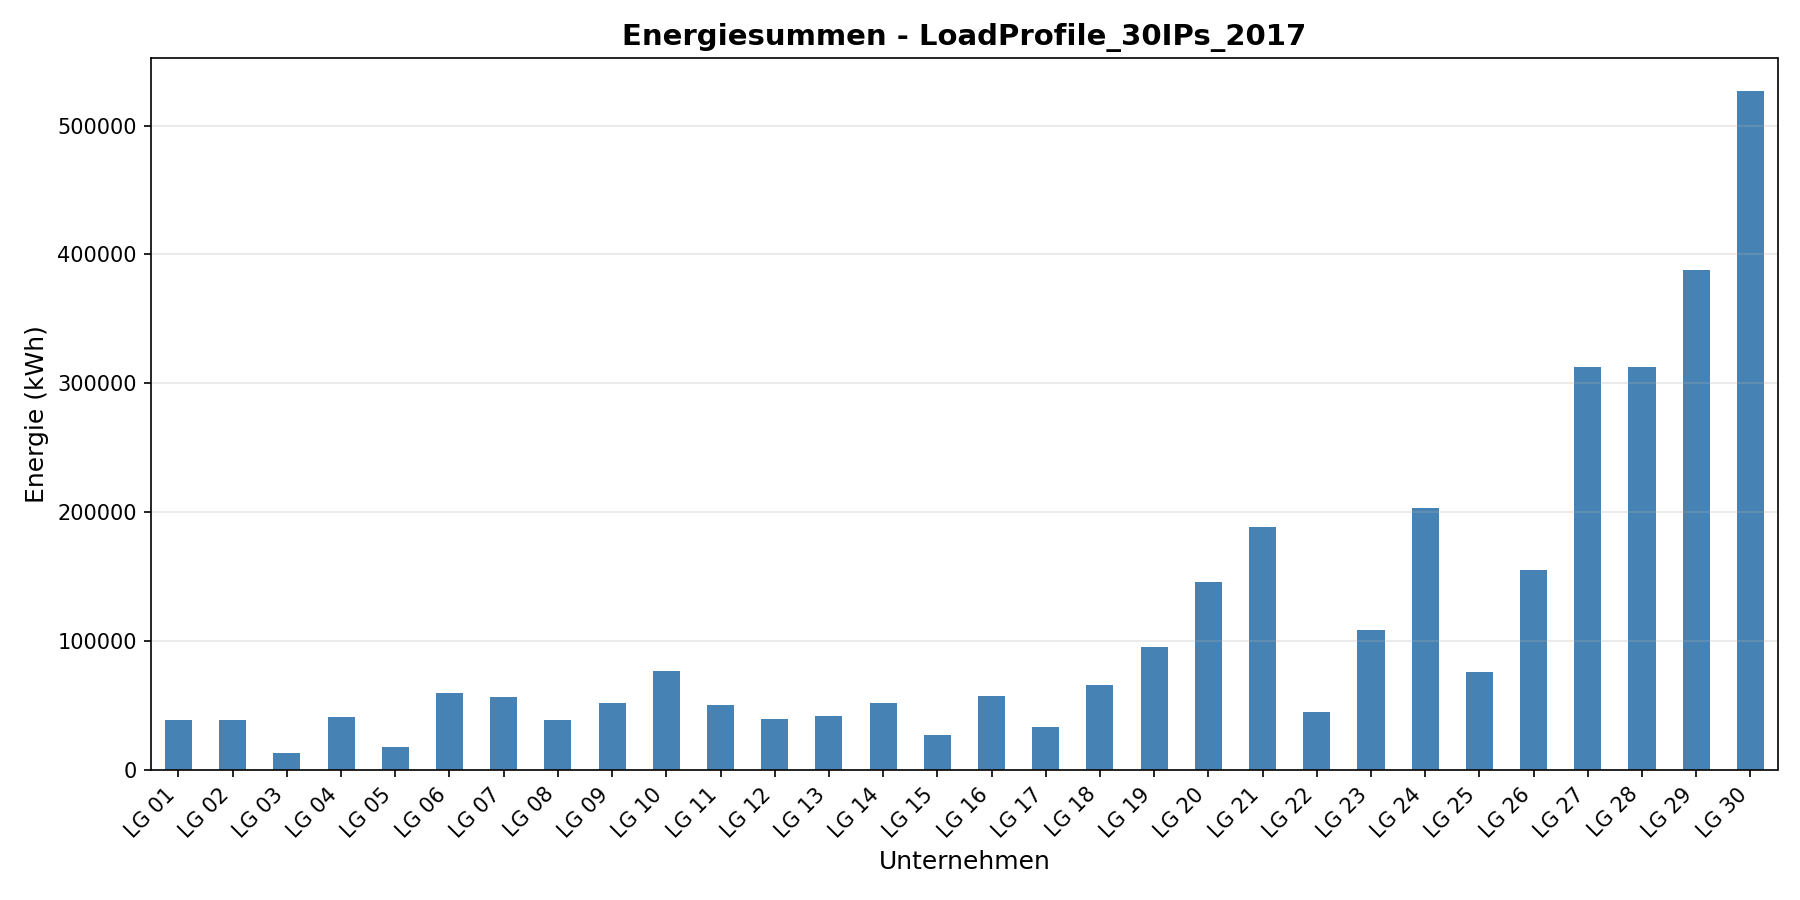 Energiesummen - LoadProfile_30IPs_2017
Energie (kWh)
500000
400000
300000
200000
100000
0
LG 01
LG 02
LG 03
LG 04
LG 05
LG 06
LG 07
LG 08
LG 09
LG 10
LG 11
LG 12
LG 13
LG 14
LG 15
LG 16
LG 17
LG 18
LG 19
LG 20
LG 21
LG 22
LG 23
LG 24
LG 25
LG 26
LG 27
LG 28
LG 29
LG 30
Unternehmen